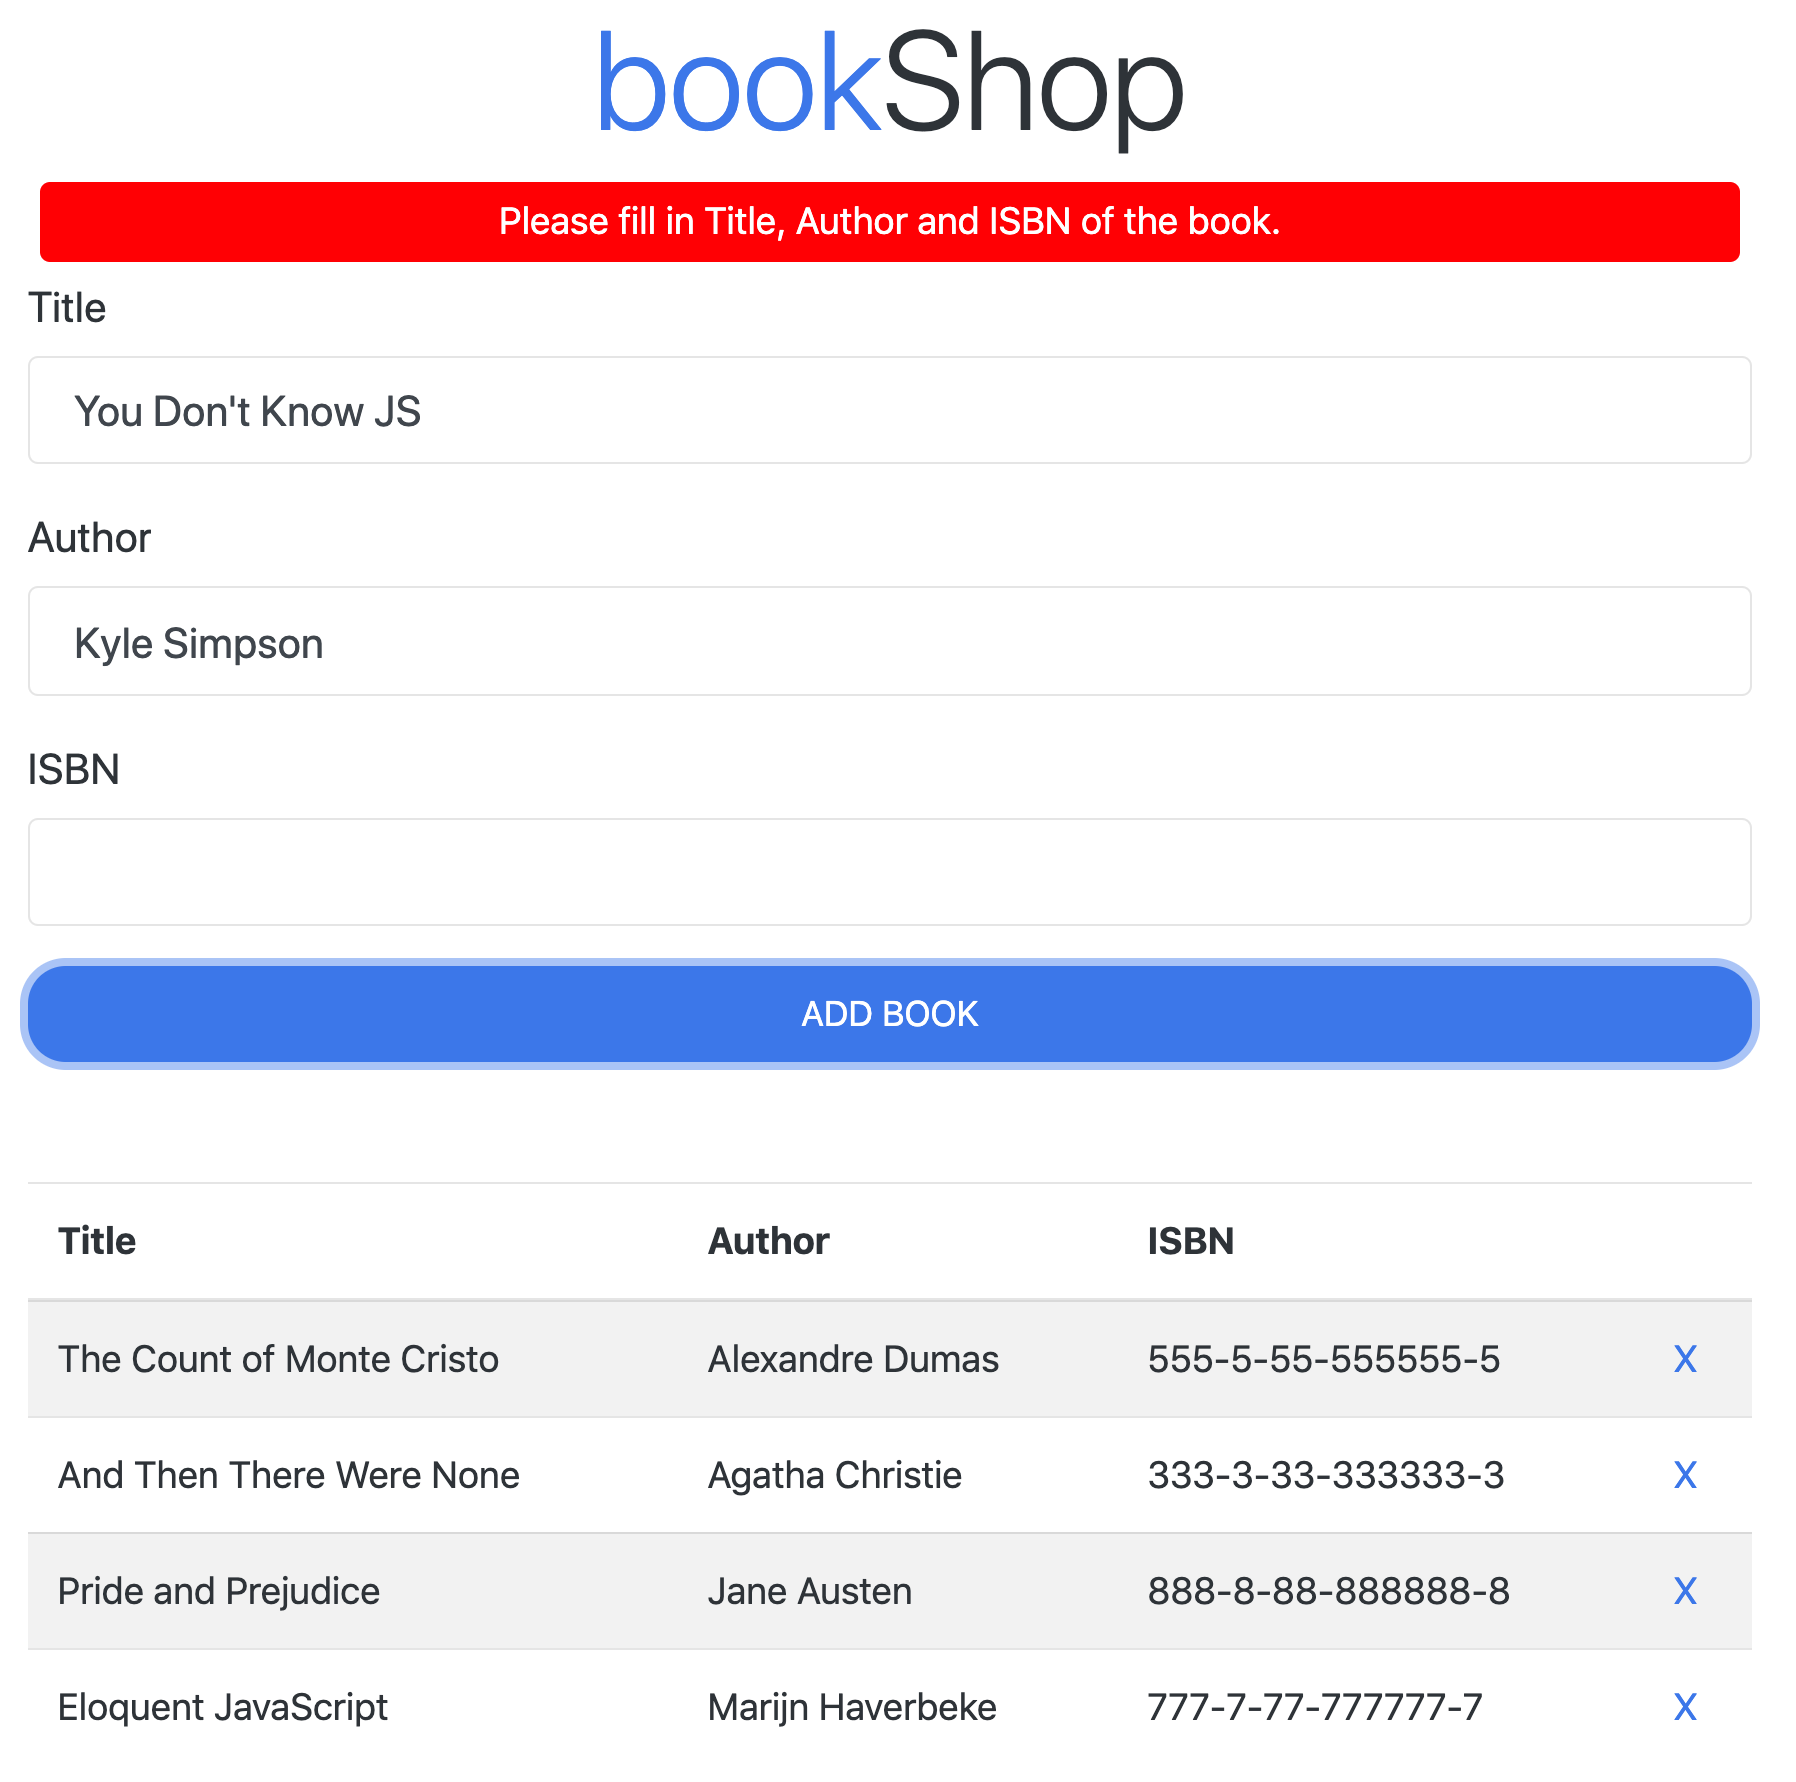 bookShop
Please fill in Title, Author and ISBN of the book.
Title
You Don't Know JS
Author
Kyle Simpson
ISBN
ADD BOOK
Title Author ISBN
The Count of Monte Cristo Alexandre Dumas 555-5-55-555555-5 X
And Then There Were None Agatha Christie 333-3-33-333333-3 X
Pride and Prejudice Jane Austen 888-8-88-888888-8 X
Eloquent JavaScript Marijn Haverbeke 777-7-77-777777-7 X